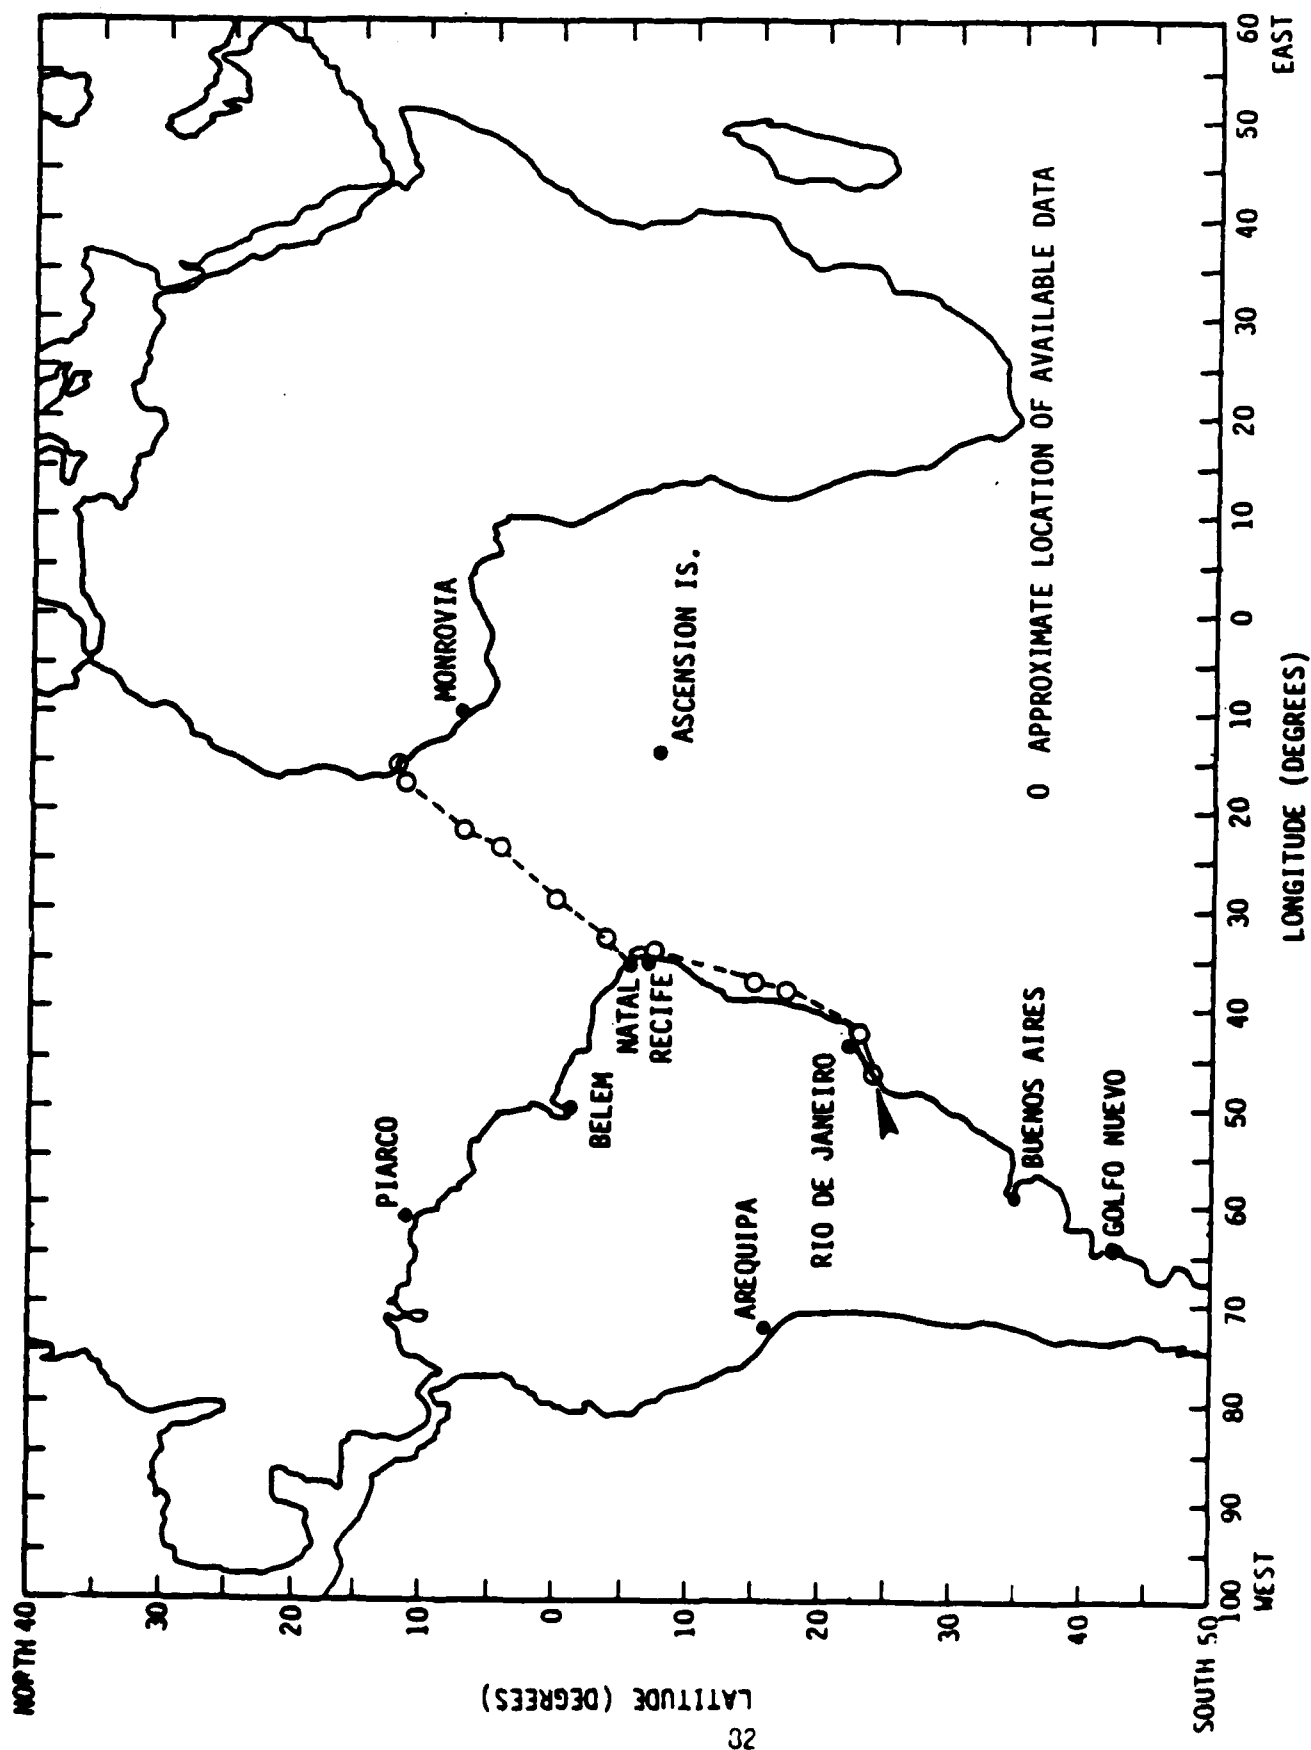 NORTH 40
30
20
10
0
10
20
30
40
SOUTH 50
LATITUDE (DEGREES)
PIARCO
MONROVIA
BELEM
NATAL
RECIFE
ASCENSION IS.
AREQUIPA
RIO DE JANEIRO
BUENOS AIRES
GOLFO NUEVO
O APPROXIMATE LOCATION OF AVAILABLE DATA
100 90 80 70 60 50 40 30 20 10 0 10 20 30 40 50 60
WEST EAST
LONGITUDE (DEGREES)
32